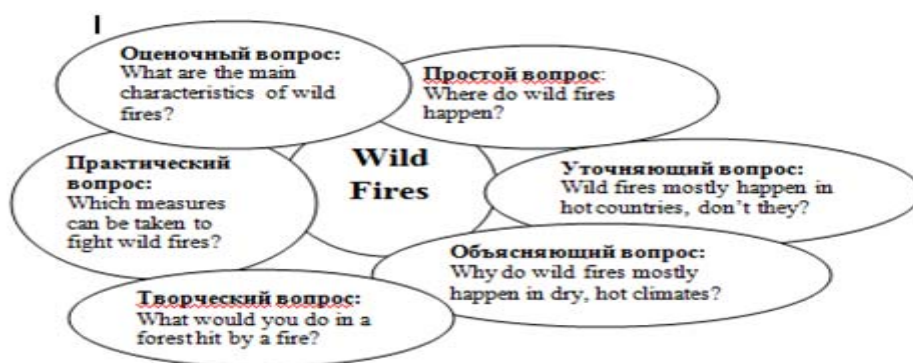 Оценочный вопрос:
What are the main
characteristics of wild
fires?
Простой вопрос:
Where do wild fires
happen?
Практический
вопрос:
Which measures
can be taken to
fight wild fires?
Wild
Fires
Уточняющий вопрос:
Wild fires mostly happen in
hot countries, don't they?
Объясняющий вопрос:
Why do wild fires mostly
happen in dry, hot climates?
Творческий вопрос:
What would you do in a
forest hit by a fire?